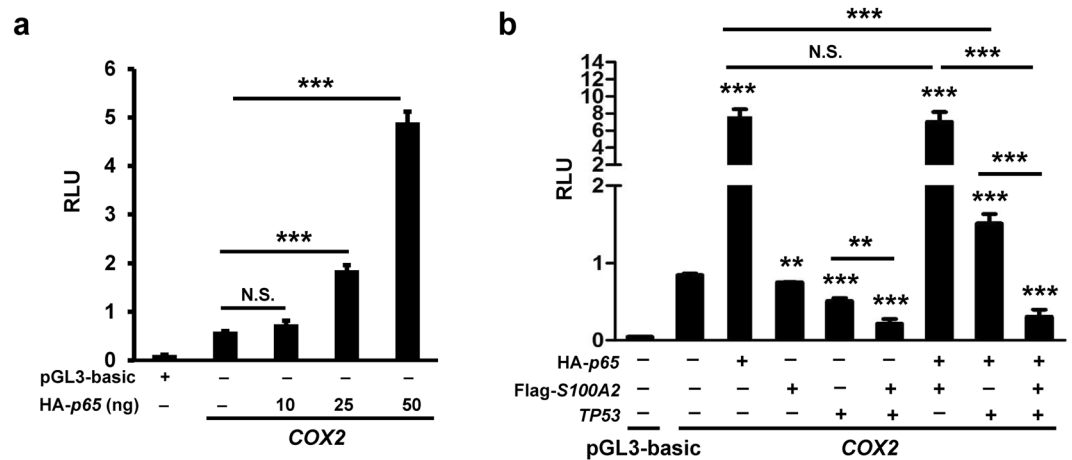 a
RLU
6
5
4
3
2
1
0
***
***
N.S.
pGL3-basic + – – – –
HA-p65 (ng) – – 10 25 50
COX2
b
RLU
14
12
10
8
6
4
2
2
1
0
***
N.S. ***
*** ***
***
***
**
** *** *** ***
HA-p65 – – + – – – + + +
Flag-S100A2 – – – + – + + – +
TP53 – – – – + + – + +
pGL3-basic COX2